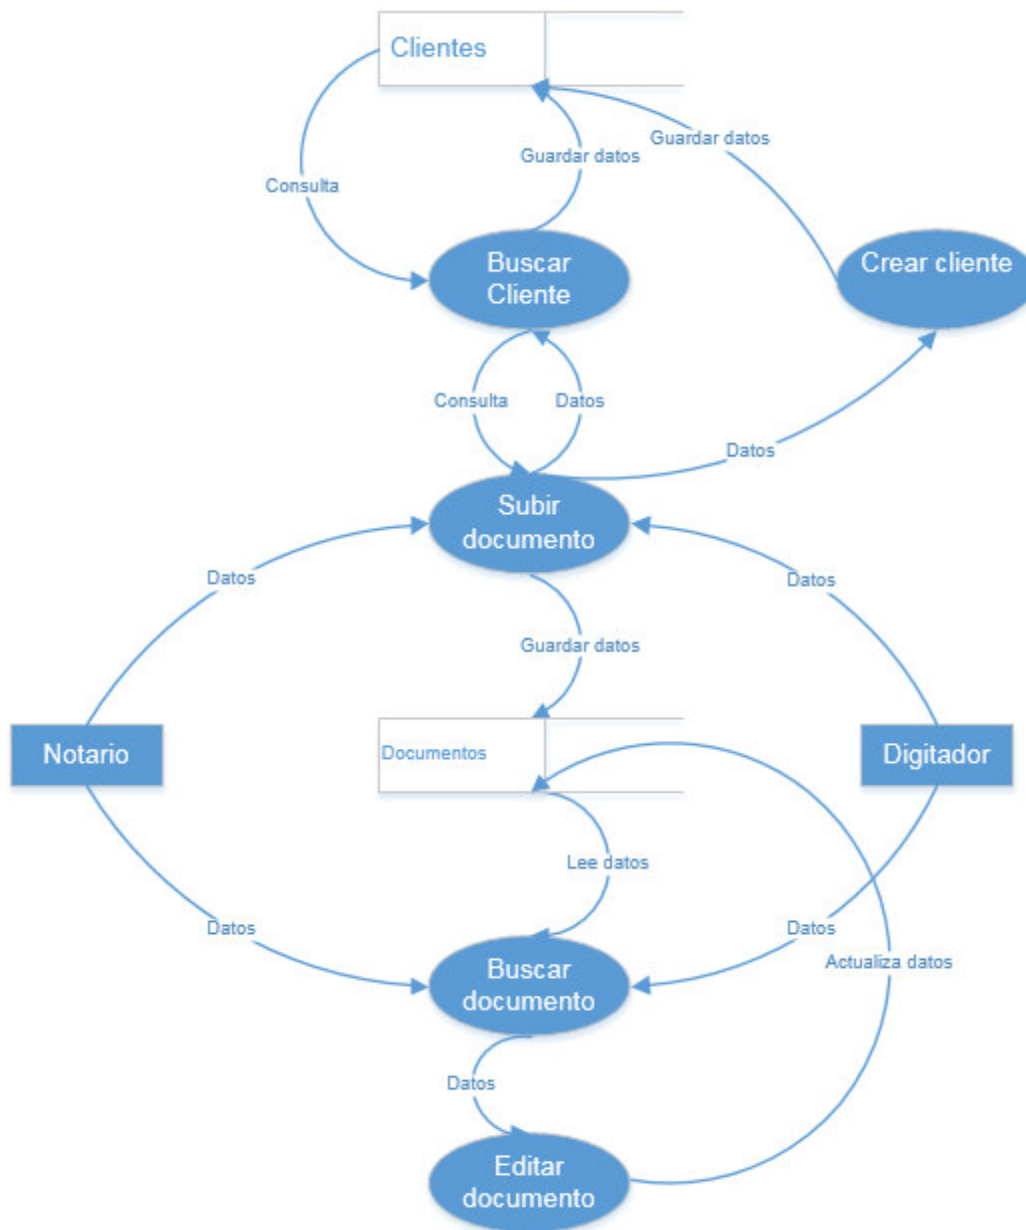 Clientes
Guardar datos
Guardar datos
Consulta
Buscar
Cliente
Crear cliente
Consulta
Datos
Datos
Subir
documento
Datos
Datos
Guardar datos
Notario
Documentos
Digitador
Lee datos
Datos
Datos
Actualiza datos
Buscar
documento
Datos
Editar
documento